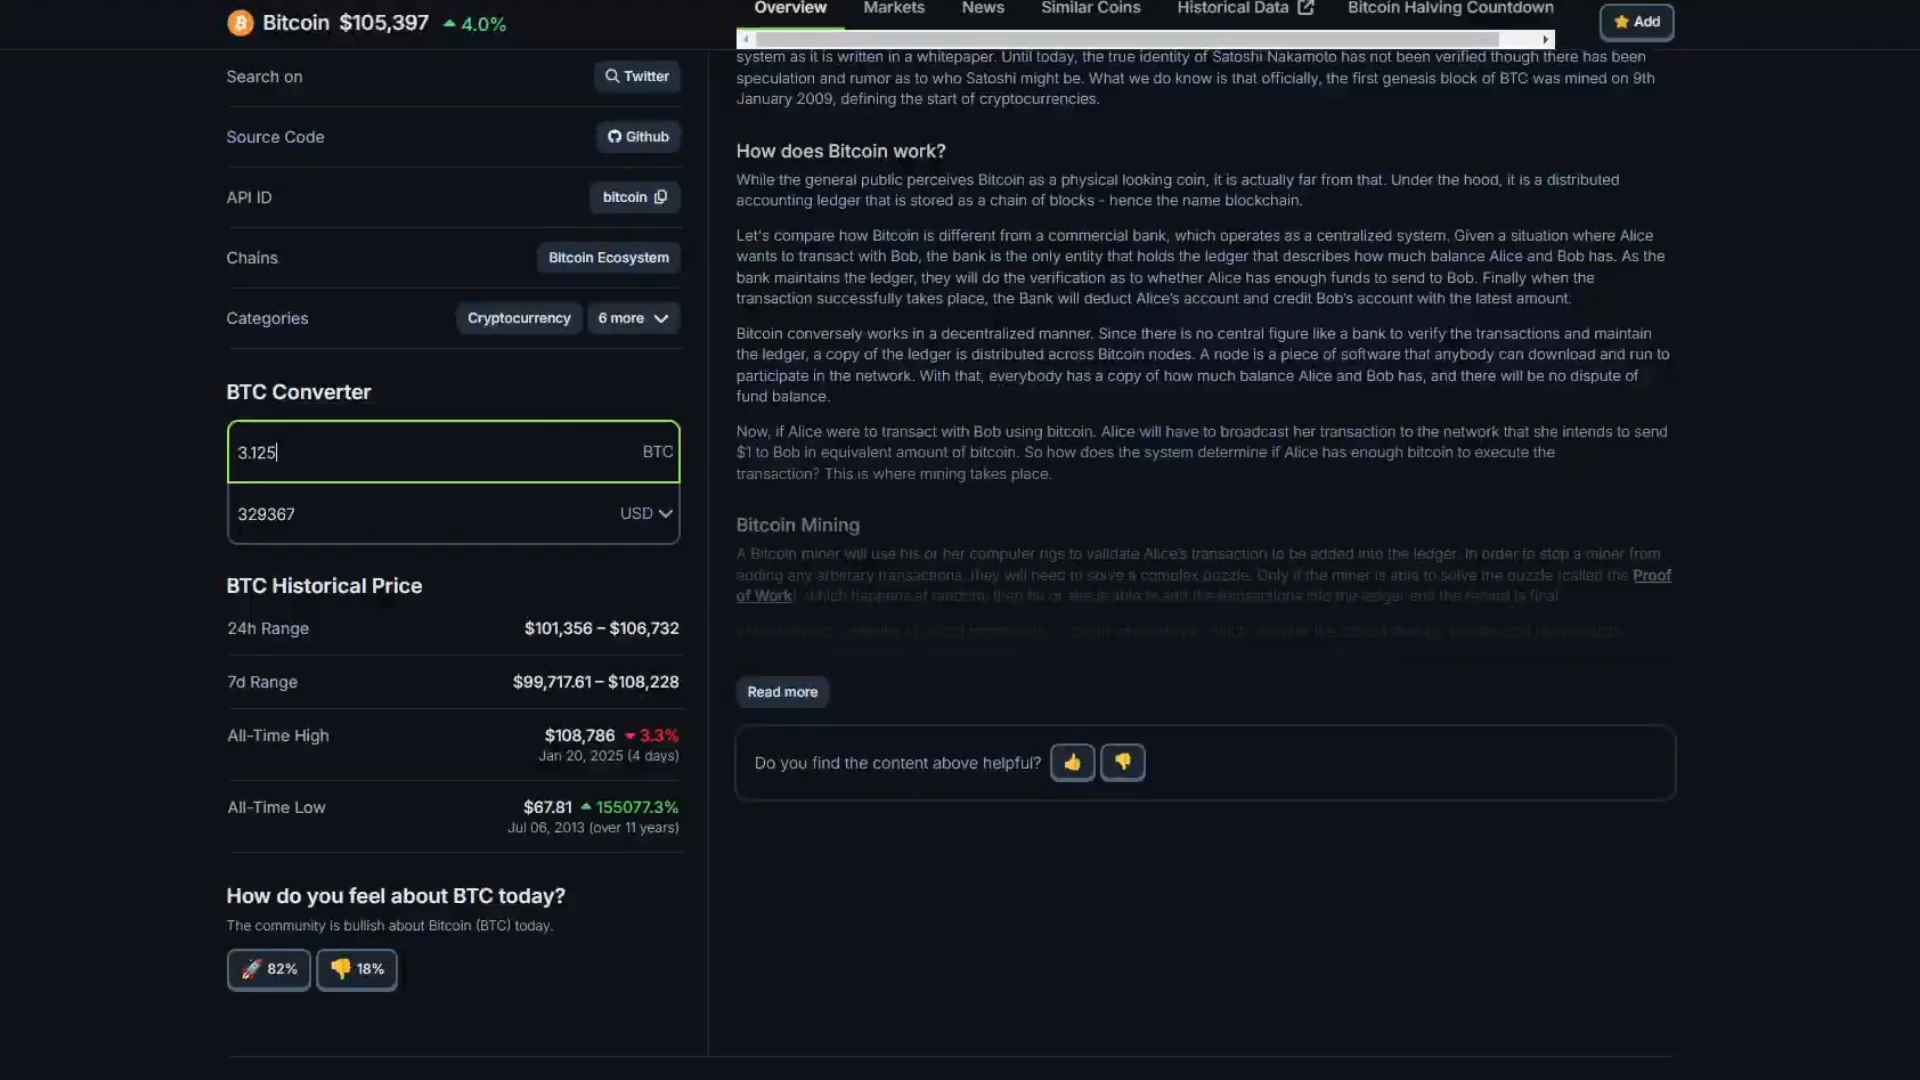 Bitcoin $105,397 4.0%
Overview Markets News Similar Coins Historical Data Bitcoin Halving Countdown
Add
Search on Twitter
Source Code Github
API ID bitcoin
Chains Bitcoin Ecosystem
Categories Cryptocurrency 6 more
BTC Converter
3.125 BTC
329367 USD
BTC Historical Price
24h Range $101,356 – $106,732
7d Range $99,717.61 – $108,228
All-Time High $108,786 3.3%
Jan 20, 2025 (4 days)
All-Time Low $67.81 155077.3%
Jul 06, 2013 (over 11 years)
How do you feel about BTC today?
The community is bullish about Bitcoin (BTC) today.
82% 18%
system as it is written in a whitepaper. Until today, the true identity of Satoshi Nakamoto has not been verified though there has been
speculation and rumor as to who Satoshi might be. What we do know is that officially, the first genesis block of BTC was mined on 9th
January 2009, defining the start of cryptocurrencies.
How does Bitcoin work?
While the general public perceives Bitcoin as a physical looking coin, it is actually far from that. Under the hood, it is a distributed
accounting ledger that is stored as a chain of blocks - hence the name blockchain.
Let's compare how Bitcoin is different from a commercial bank, which operates as a centralized system. Given a situation where Alice
wants to transact with Bob, the bank is the only entity that holds the ledger that describes how much balance Alice and Bob has. As the
bank maintains the ledger, they will do the verification as to whether Alice has enough funds to send to Bob. Finally when the
transaction successfully takes place, the Bank will deduct Alice's account and credit Bob's account with the latest amount.
Bitcoin conversely works in a decentralized manner. Since there is no central figure like a bank to verify the transactions and maintain
the ledger, a copy of the ledger is distributed across Bitcoin nodes. A node is a piece of software that anybody can download and run to
participate in the network. With that, everybody has a copy of how much balance Alice and Bob has, and there will be no dispute of
fund balance.
Now, if Alice were to transact with Bob using bitcoin. Alice will have to broadcast her transaction to the network that she intends to send
$1 to Bob in equivalent amount of bitcoin. So how does the system determine if Alice has enough bitcoin to execute the
transaction? This is where mining takes place.
Bitcoin Mining
A Bitcoin miner will use his or her computer rigs to validate Alice's transaction to be added into the ledger. In order to stop a miner from
adding any arbitrary transactions, they will need to solve a complex puzzle. Only if the miner is able to solve the puzzle (called the Proof
of Work), which happens at random, then he or she is able to add the transactions into the ledger and the record is final.
Read more
Do you find the content above helpful?